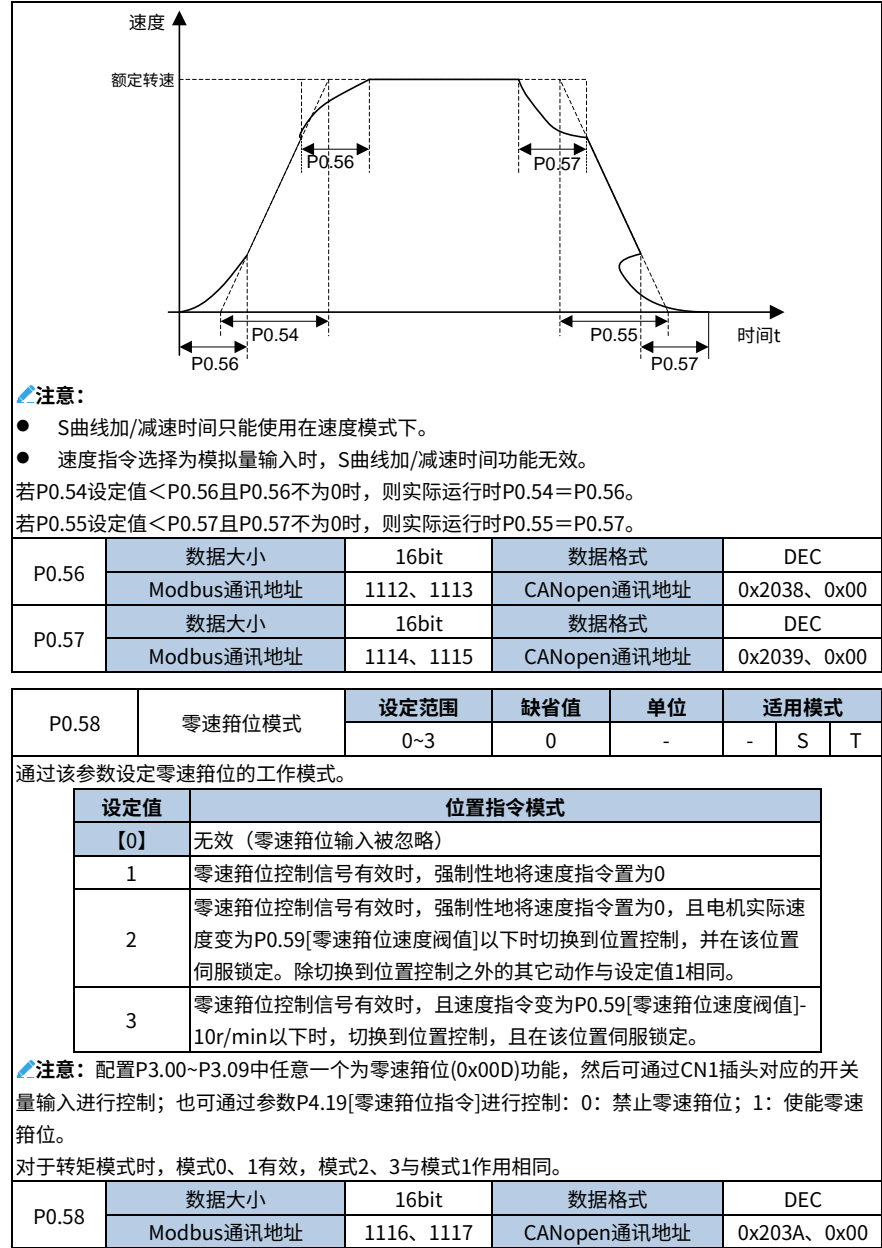 速度
额定转速
P0.56
P0.57
P0.54
P0.55
时间t
P0.56
P0.57
注意：
● S曲线加/减速时间只能使用在速度模式下。
● 速度指令选择为模拟量输入时，S曲线加/减速时间功能无效。
若P0.54设定值＜P0.56且P0.56不为0时，则实际运行时P0.54＝P0.56。
若P0.55设定值＜P0.57且P0.57不为0时，则实际运行时P0.55＝P0.57。
P0.56 数据大小 16bit 数据格式 DEC
Modbus通讯地址 1112、1113 CANopen通讯地址 0x2038、0x00
P0.57 数据大小 16bit 数据格式 DEC
Modbus通讯地址 1114、1115 CANopen通讯地址 0x2039、0x00
P0.58 零速箝位模式 设定范围 缺省值 单位 适用模式
0~3 0 - - S T
通过该参数设定零速箝位的工作模式。
设定值 位置指令模式
【0】 无效（零速箝位输入被忽略）
1 零速箝位控制信号有效时，强制性地将速度指令置为0
2 零速箝位控制信号有效时，强制性地将速度指令置为0，且电机实际速
度变为P0.59[零速箝位速度阀值]以下时切换到位置控制，并在该位置
伺服锁定。除切换到位置控制之外的其它动作与设定值1相同。
3 零速箝位控制信号有效时，且速度指令变为P0.59[零速箝位速度阀值]-
10r/min以下时，切换到位置控制，且在该位置伺服锁定。
注意：配置P3.00~P3.09中任意一个为零速箝位(0x00D)功能，然后可通过CN1插头对应的开关
量输入进行控制；也可通过参数P4.19[零速箝位指令]进行控制：0：禁止零速箝位；1：使能零速
箝位。
对于转矩模式时，模式0、1有效，模式2、3与模式1作用相同。
P0.58 数据大小 16bit 数据格式 DEC
Modbus通讯地址 1116、1117 CANopen通讯地址 0x203A、0x00